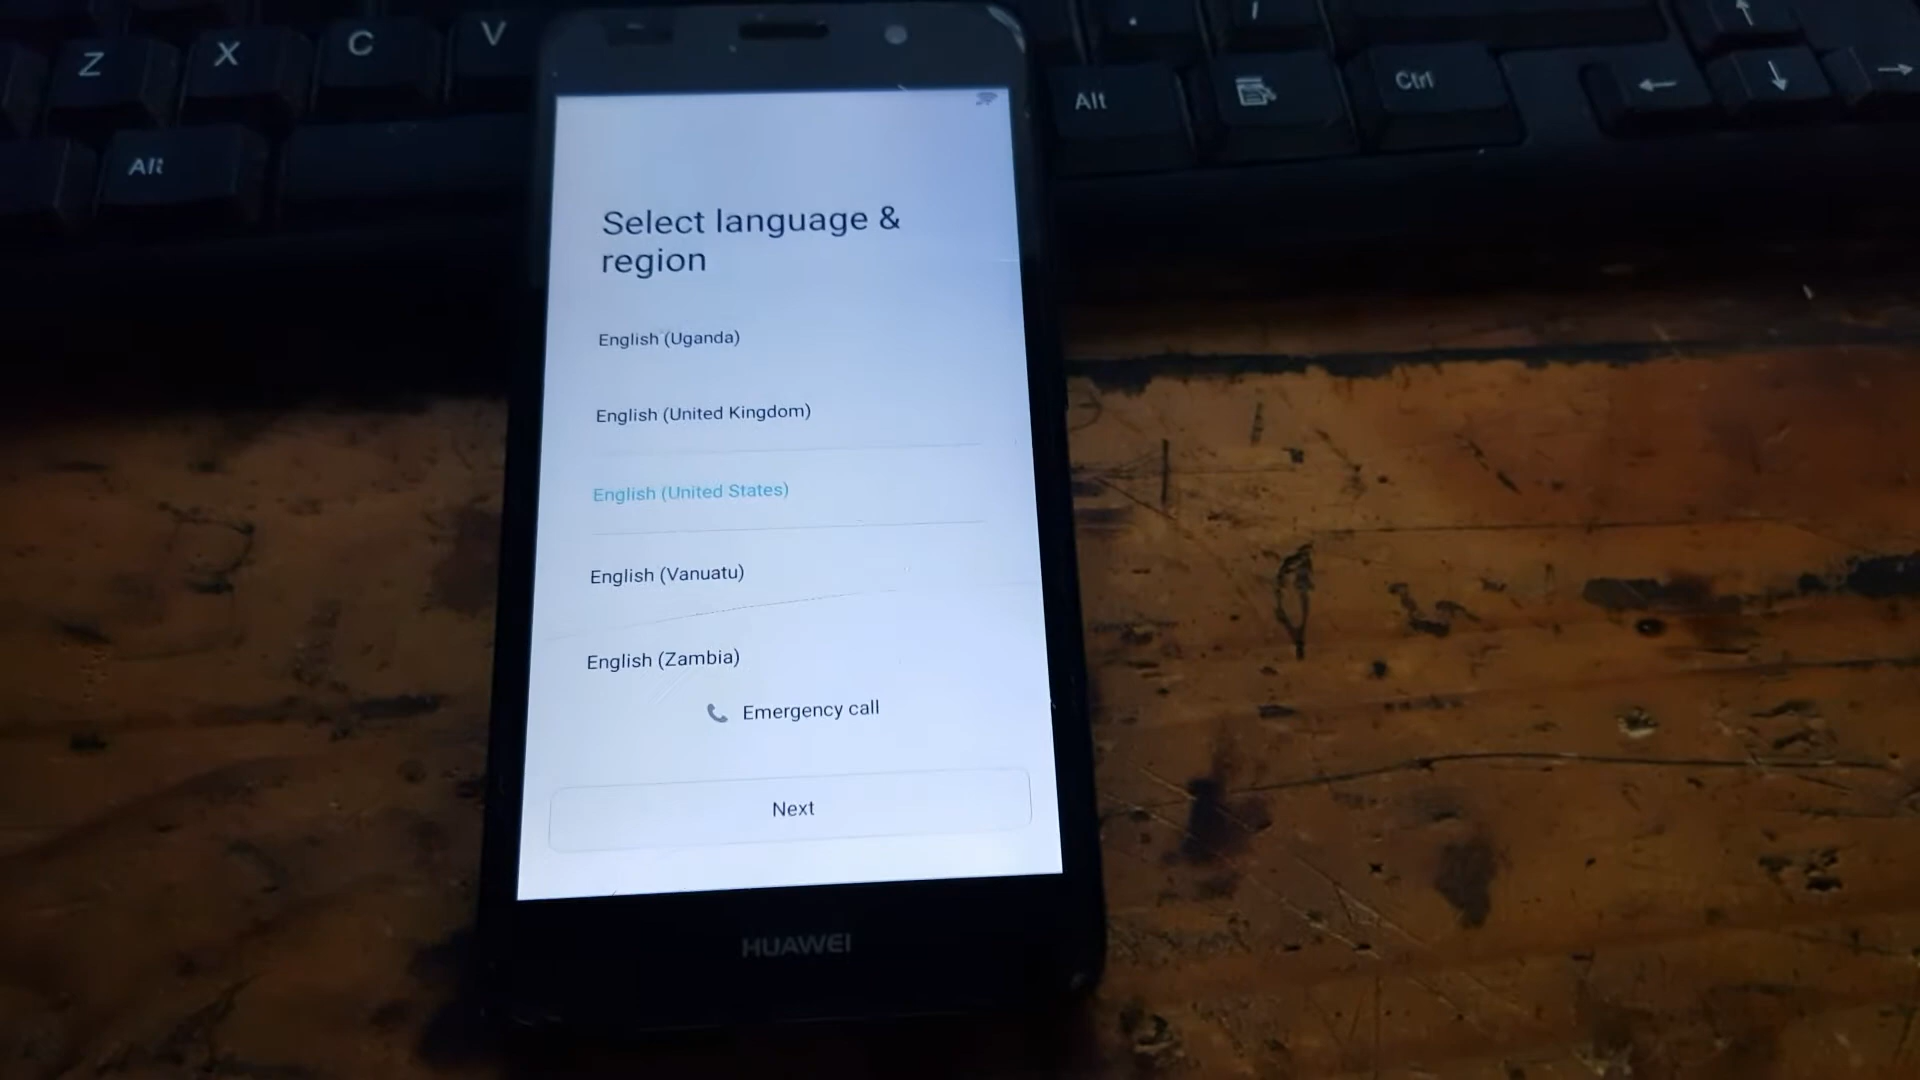 Z X C V
Alt
Alt
Ctrl
Select language &
region
English (Uganda)
English (United Kingdom)
English (United States)
English (Vanuatu)
English (Zambia)
Emergency call
Next
HUAWEI